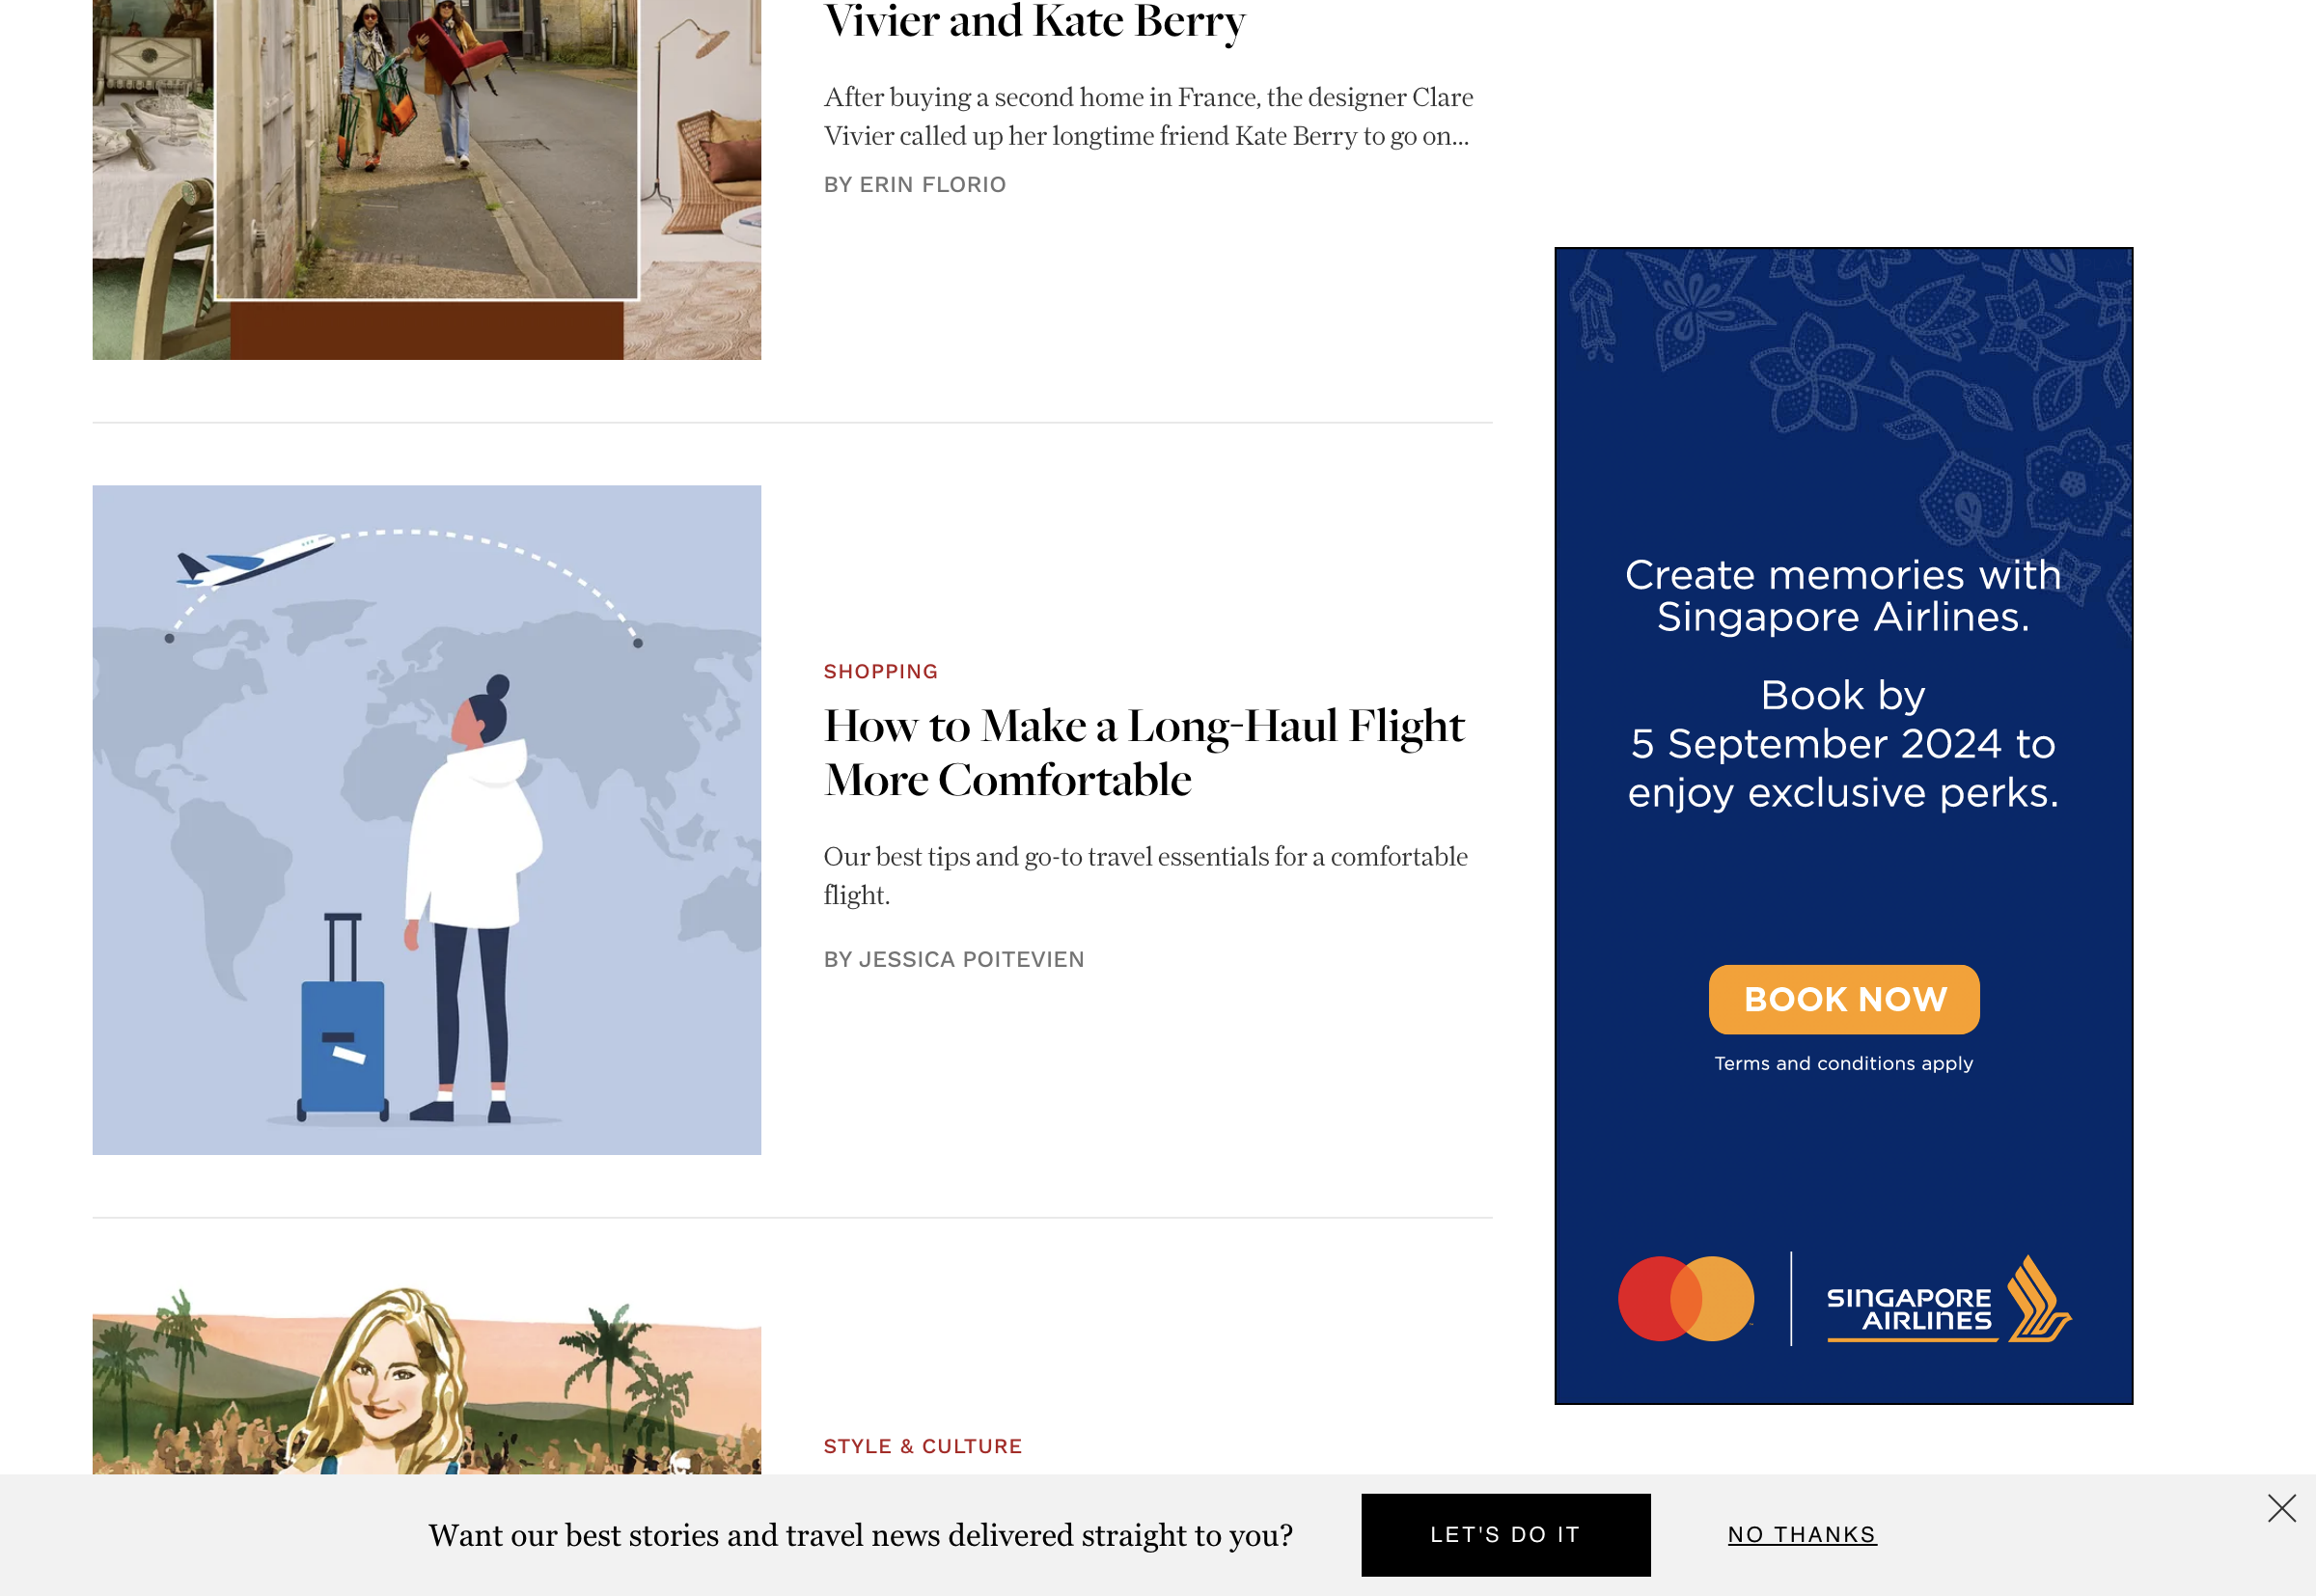 Vivier and Kate Berry
After buying a second home in France, the designer Clare
Vivier called up her longtime friend Kate Berry to go on...
BY ERIN FLORIO
SHOPPING
How to Make a Long-Haul Flight
More Comfortable
Our best tips and go-to travel essentials for a comfortable
flight.
BY JESSICA POITEVIEN
STYLE & CULTURE
Create memories with
Singapore Airlines.
Book by
5 September 2024 to
enjoy exclusive perks.
BOOK NOW
Terms and conditions apply
SINGAPORE
AIRLINES
Want our best stories and travel news delivered straight to you?
LET'S DO IT
NO THANKS